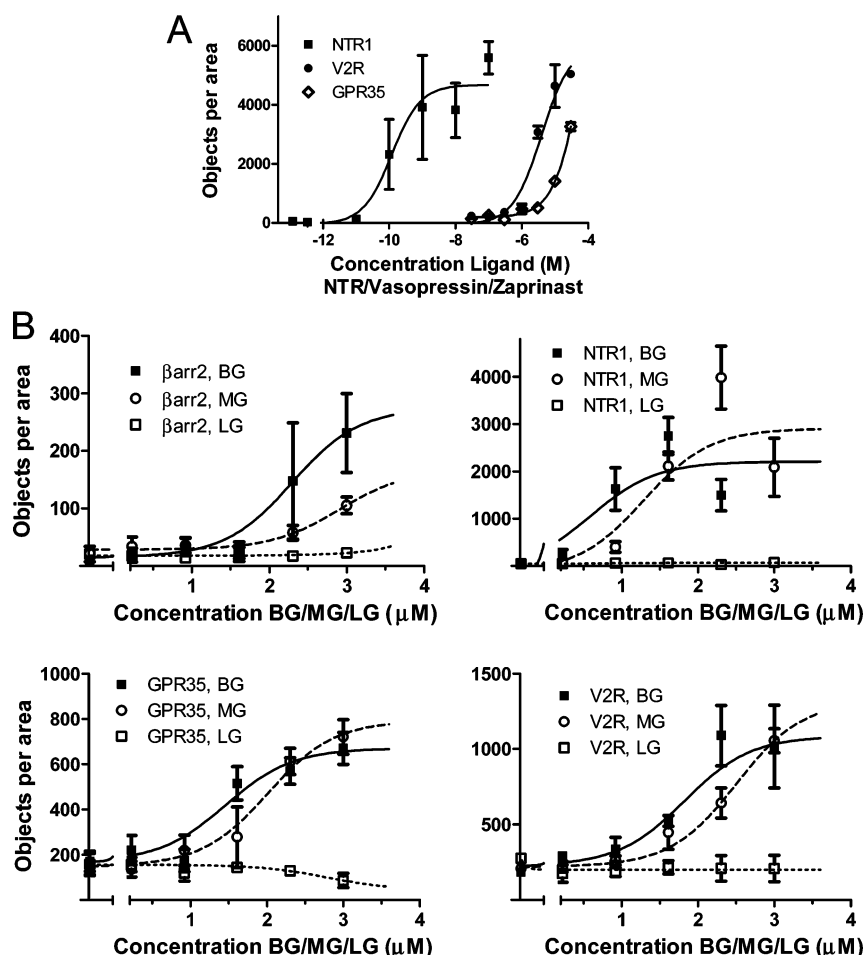 A
NTR1
V2R
GPR35
Objects per area
6000
4000
2000
0
-12
-10
-8
-6
-4
Concentration Ligand (M)
NTR/Vasopressin/Zaprinast
B
Objects per area
400
300
200
100
βarr2, BG
βarr2, MG
βarr2, LG
1
2
3
4
Concentration BG/MG/LG (μM)
4000
3000
2000
1000
NTR1, BG
NTR1, MG
NTR1, LG
1
2
3
4
Concentration BG/MG/LG (μM)
Objects per area
1000
800
600
400
200
GPR35, BG
GPR35, MG
GPR35, LG
1
2
3
4
Concentration BG/MG/LG (μM)
1500
1000
500
V2R, BG
V2R, MG
V2R, LG
1
2
3
4
Concentration BG/MG/LG (μM)